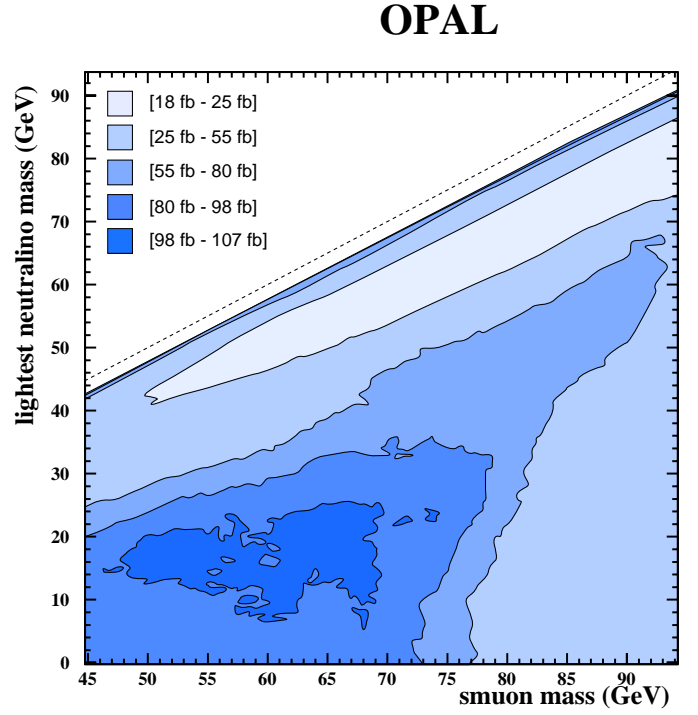 OPAL
lightest neutralino mass (GeV)
90
80
70
60
50
40
30
20
10
0
[18 fb - 25 fb]
[25 fb - 55 fb]
[55 fb - 80 fb]
[80 fb - 98 fb]
[98 fb - 107 fb]
45 50 55 60 65 70 75 80 85 90
smuon mass (GeV)